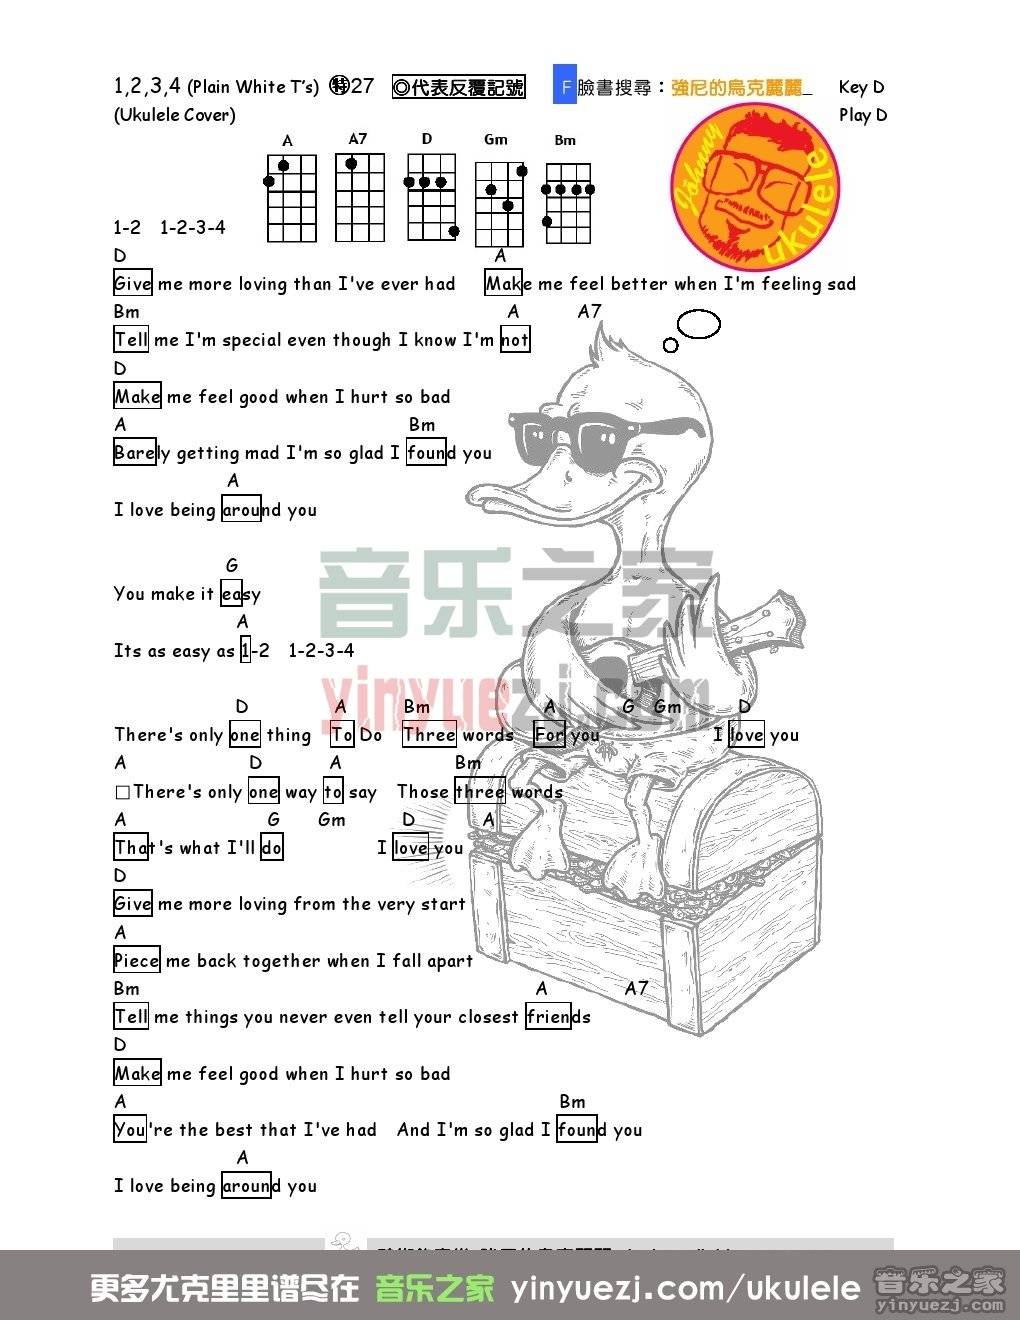 1,2,3,4 (Plain White T's) 特27 ◎代表反覆記號 F臉書搜尋：強尼的烏克麗麗_ Key D
(Ukulele Cover) Play D
A A7 D Gm Bm
Johnny ukulele
1-2 1-2-3-4
D A
Give me more loving than I've ever had Make me feel better when I'm feeling sad
Bm A A7
Tell me I'm special even though I know I'm not
D
Make me feel good when I hurt so bad
A Bm
Barely getting mad I'm so glad I found you
A
I love being around you
G
You make it easy
A
Its as easy as 1-2 1-2-3-4
音乐之家
yinyuezj.com
D A Bm A G Gm D
There's only one thing To Do Three words For you I love you
A D A Bm
□There's only one way to say Those three words
A G Gm D A
That's what I'll do I love you
D
Give me more loving from the very start
A
Piece me back together when I fall apart
Bm A A7
Tell me things you never even tell your closest friends
D
Make me feel good when I hurt so bad
A Bm
You're the best that I've had And I'm so glad I found you
A
I love being around you
更多尤克里里谱尽在 音乐之家 yinyuezj.com/ukulele
音乐之家
yinyuezj.com